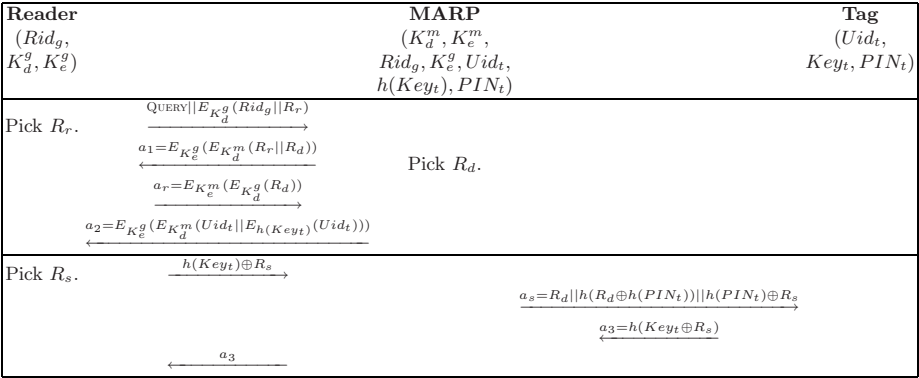 Reader MARP Tag
(Rid_g, (K_d^m, K_e^m, (Uid_t,
K_d^g, K_e^g) Rid_g, K_e^g, Uid_t, Key_t, PIN_t)
h(Key_t), PIN_t)
QUERY||E_{K_d^g}(Rid_g||R_r)
Pick R_r.
a_1=E_{K_e^g}(E_{K_d^m}(R_r||R_d))
Pick R_d.
a_r=E_{K_e^m}(E_{K_d^g}(R_d))
a_2=E_{K_e^g}(E_{K_d^m}(Uid_t||E_{h(Key_t)}(Uid_t)))
Pick R_s. h(Key_t)⊕R_s
a_s=R_d||h(R_d⊕h(PIN_t))||h(PIN_t)⊕R_s
a_3=h(Key_t⊕R_s)
a_3